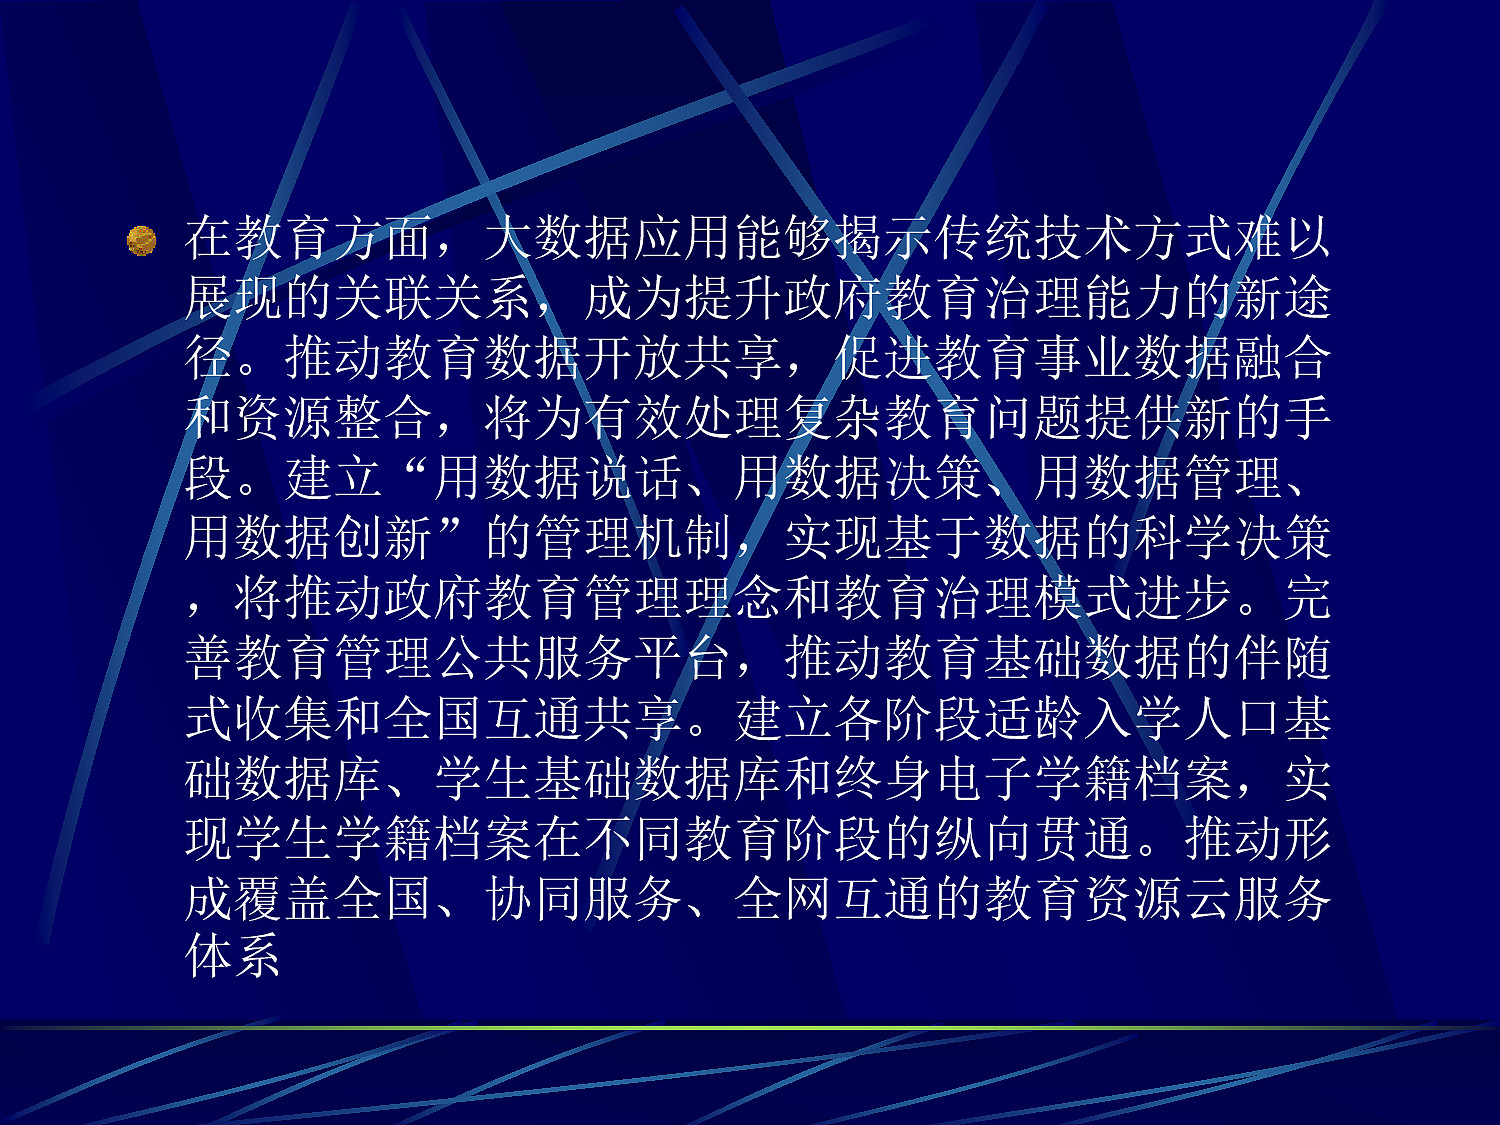 在教育方面，大数据应用能够揭示传统技术方式难以
展现的关联关系，成为提升政府教育治理能力的新途
径。推动教育数据开放共享，促进教育事业数据融合
和资源整合，将为有效处理复杂教育问题提供新的手
段。建立“用数据说话、用数据决策、用数据管理、
用数据创新”的管理机制，实现基于数据的科学决策
，将推动政府教育管理理念和教育治理模式进步。完
善教育管理公共服务平台，推动教育基础数据的伴随
式收集和全国互通共享。建立各阶段适龄入学人口基
础数据库、学生基础数据库和终身电子学籍档案，实
现学生学籍档案在不同教育阶段的纵向贯通。推动形
成覆盖全国、协同服务、全网互通的教育资源云服务
体系